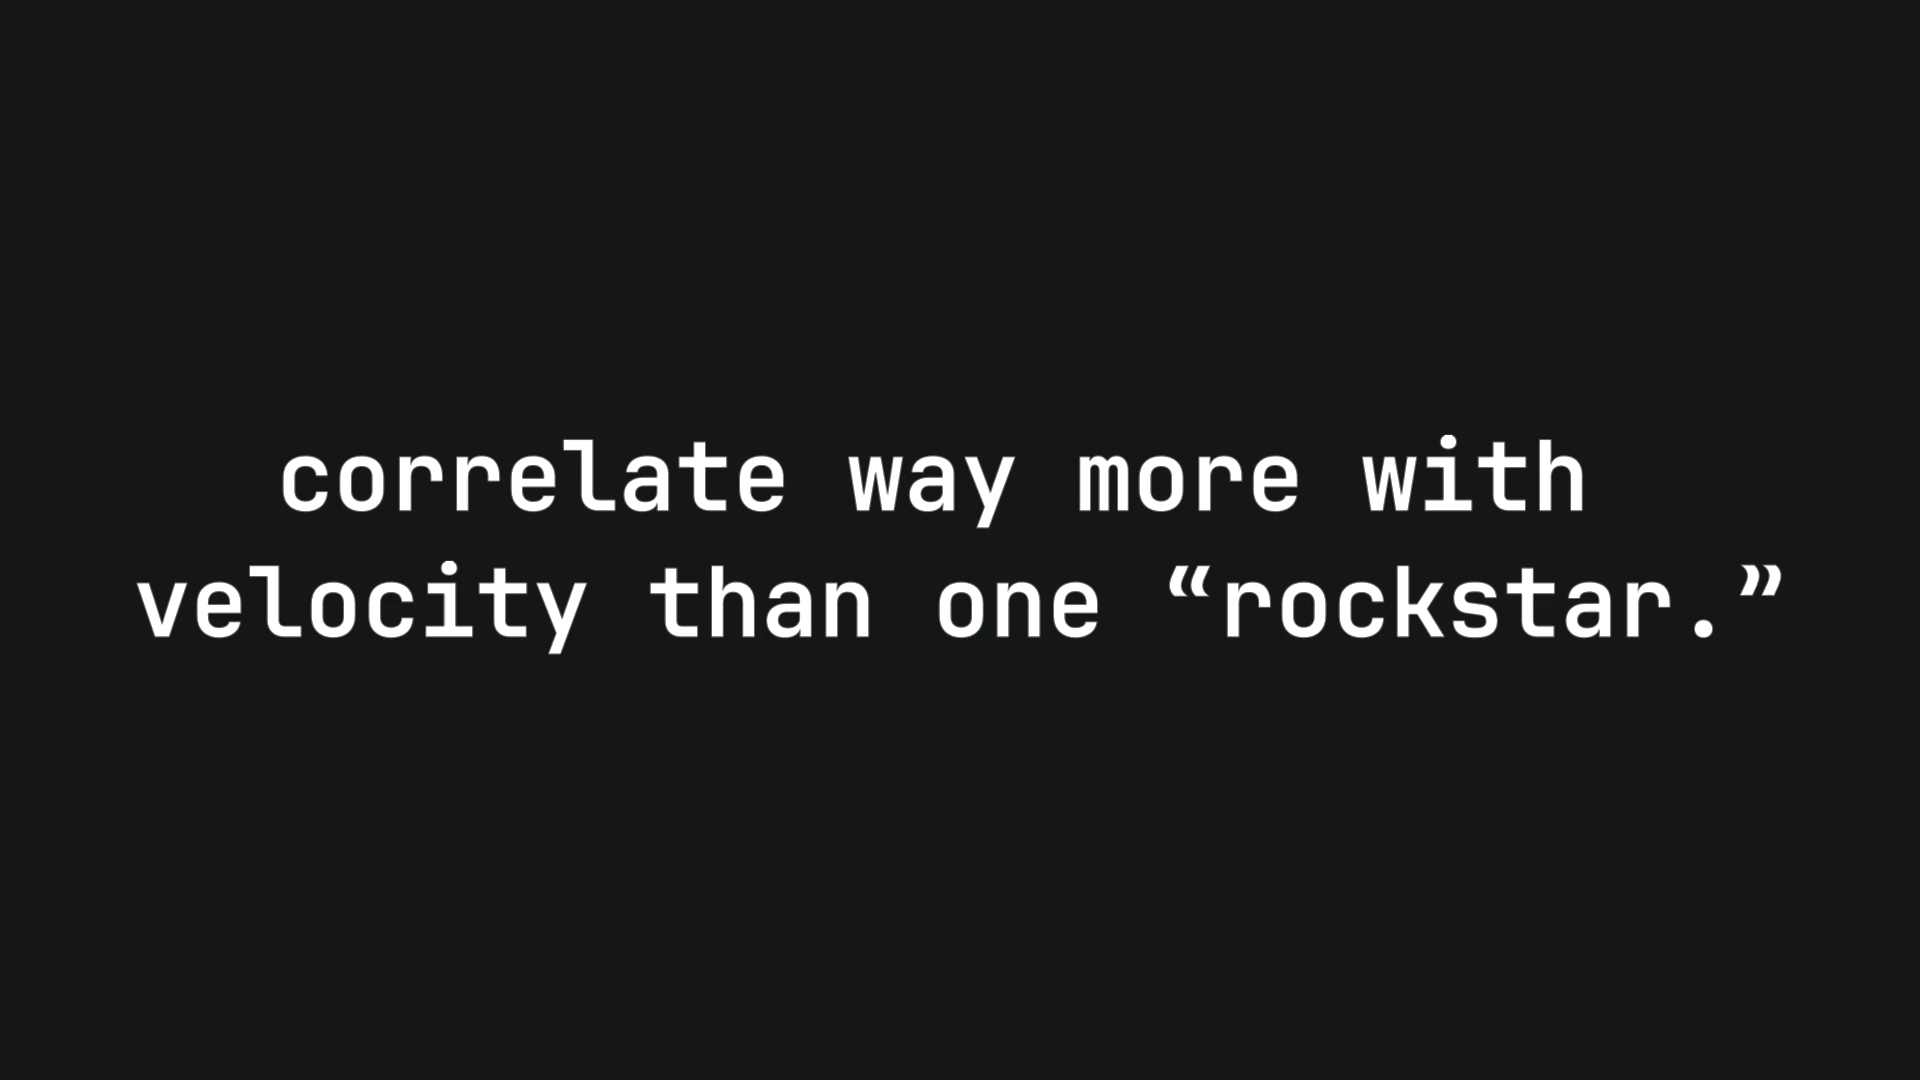 correlate way more with
velocity than one “rockstar.”